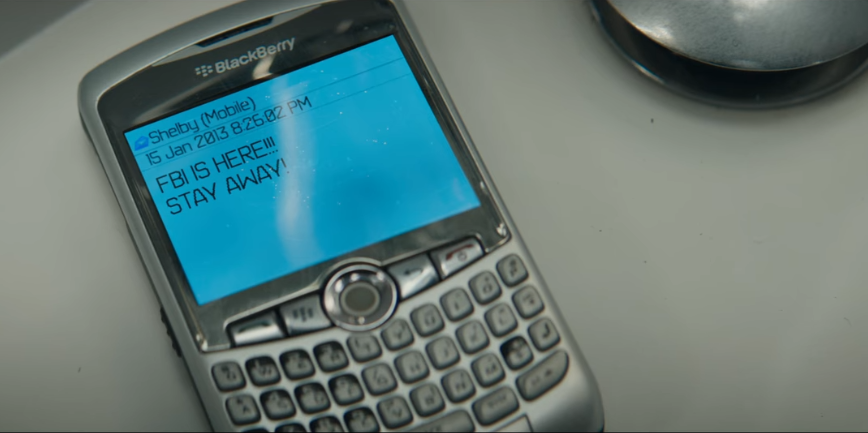 BlackBerry
Shelby (Mobile)
15 Jan 2013 8:26:02 PM
FBI IS HERE!!!
STAY AWAY!